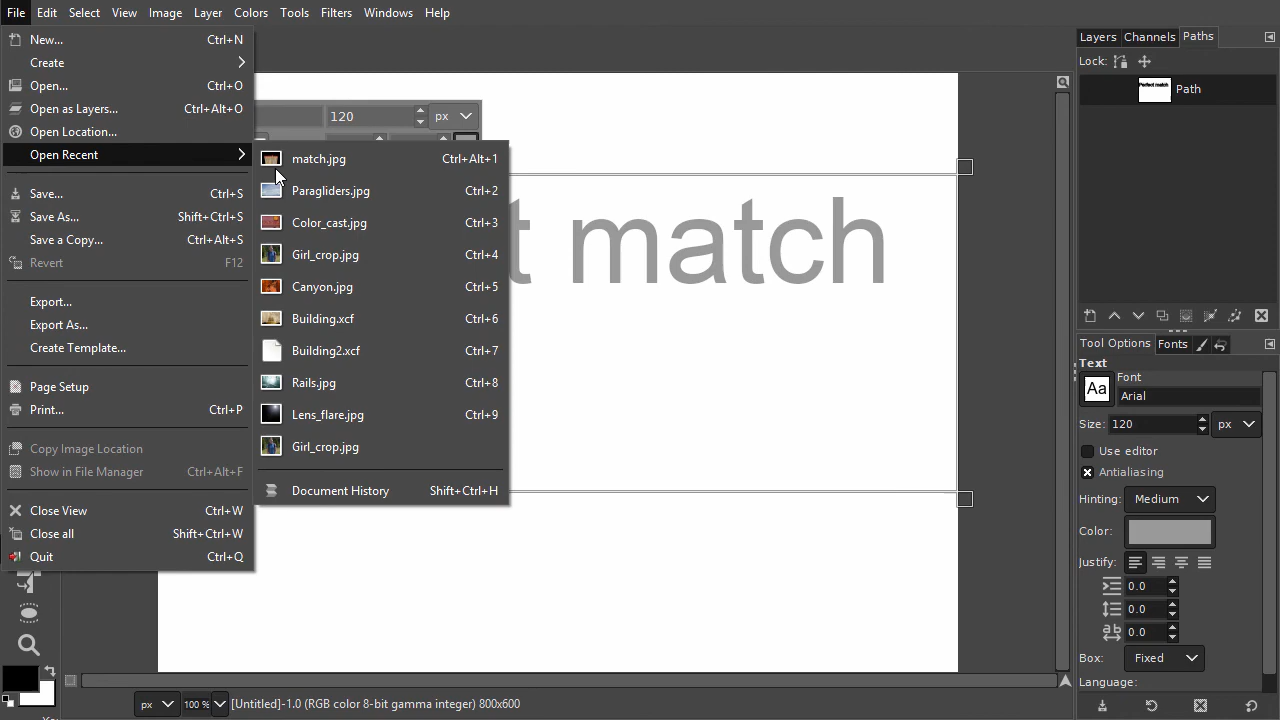 File Edit Select View Image Layer Colors Tools Filters Windows Help
New... Ctrl+N
Create
Open... Ctrl+O
Open as Layers... Ctrl+Alt+O
Open Location...
Open Recent
Save... Ctrl+S
Save As... Shift+Ctrl+S
Save a Copy... Ctrl+Alt+S
Revert F12
Export...
Export As...
Create Template...
Page Setup
Print... Ctrl+P
Copy Image Location
Show in File Manager Ctrl+Alt+F
Close View Ctrl+W
Close all Shift+Ctrl+W
Quit Ctrl+Q
match.jpg Ctrl+Alt+1
Paragliders.jpg Ctrl+2
Color_cast.jpg Ctrl+3
Girl_crop.jpg Ctrl+4
Canyon.jpg Ctrl+5
Building.xcf Ctrl+6
Building2.xcf Ctrl+7
Rails.jpg Ctrl+8
Lens_flare.jpg Ctrl+9
Girl_crop.jpg
Document History Shift+Ctrl+H
120 px
t match
Layers Channels Paths
Lock:
Perfect match Path
Tool Options Fonts
Text
Font
Aa Arial
Size: 120 px
Use editor
Antialiasing
Hinting: Medium
Color:
Justify:
0.0
0.0
0.0
Box: Fixed
Language:
px 100 % [Untitled]-1.0 (RGB color 8-bit gamma integer) 800x600